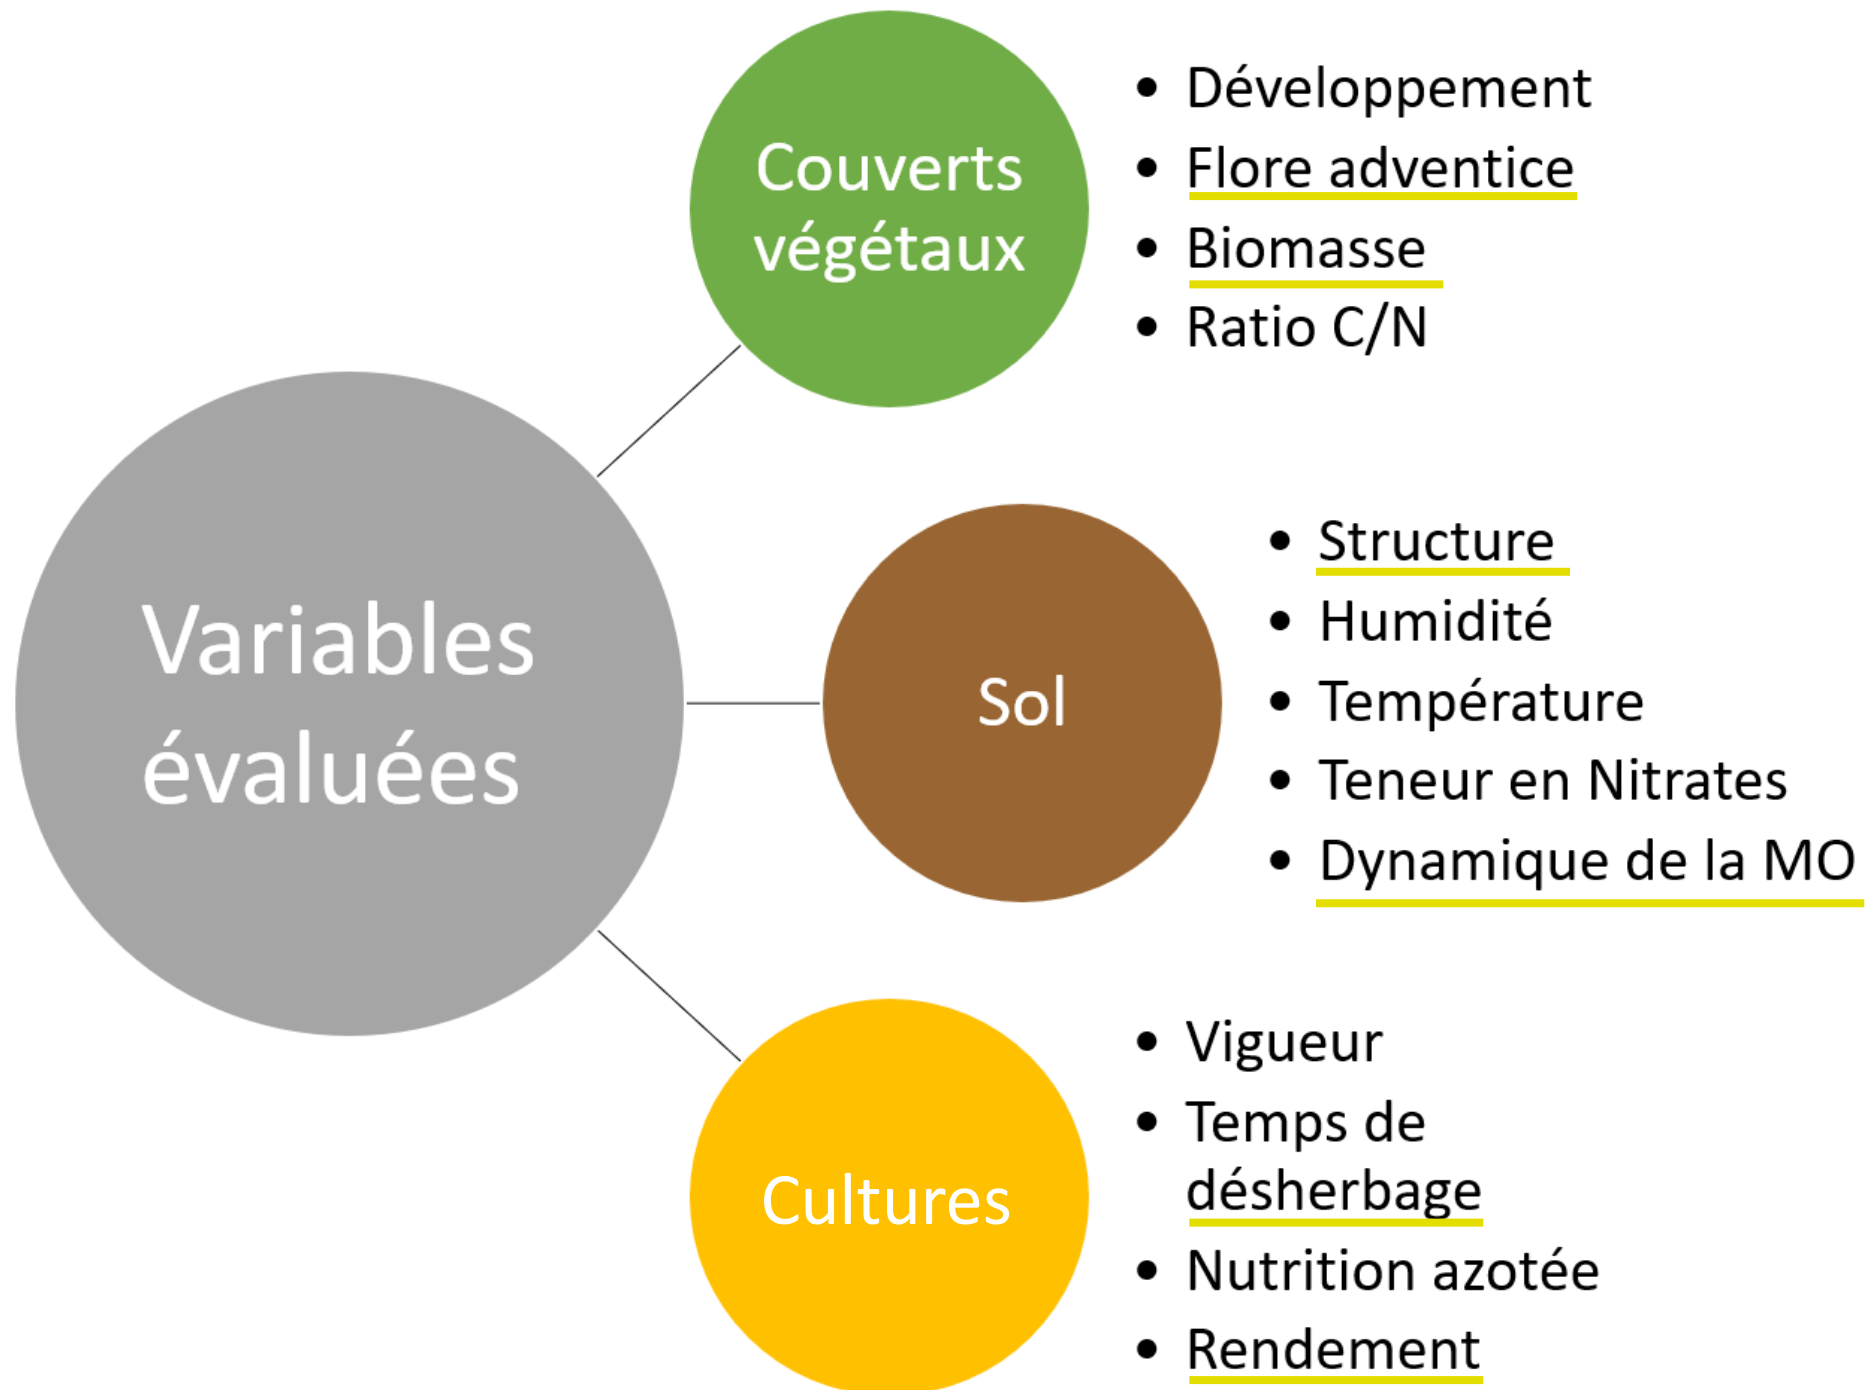 Variables
évaluées
Couverts
végétaux
• Développement
• Flore adventice
• Biomasse
• Ratio C/N
Sol
• Structure
• Humidité
• Température
• Teneur en Nitrates
• Dynamique de la MO
Cultures
• Vigueur
• Temps de
désherbage
• Nutrition azotée
• Rendement